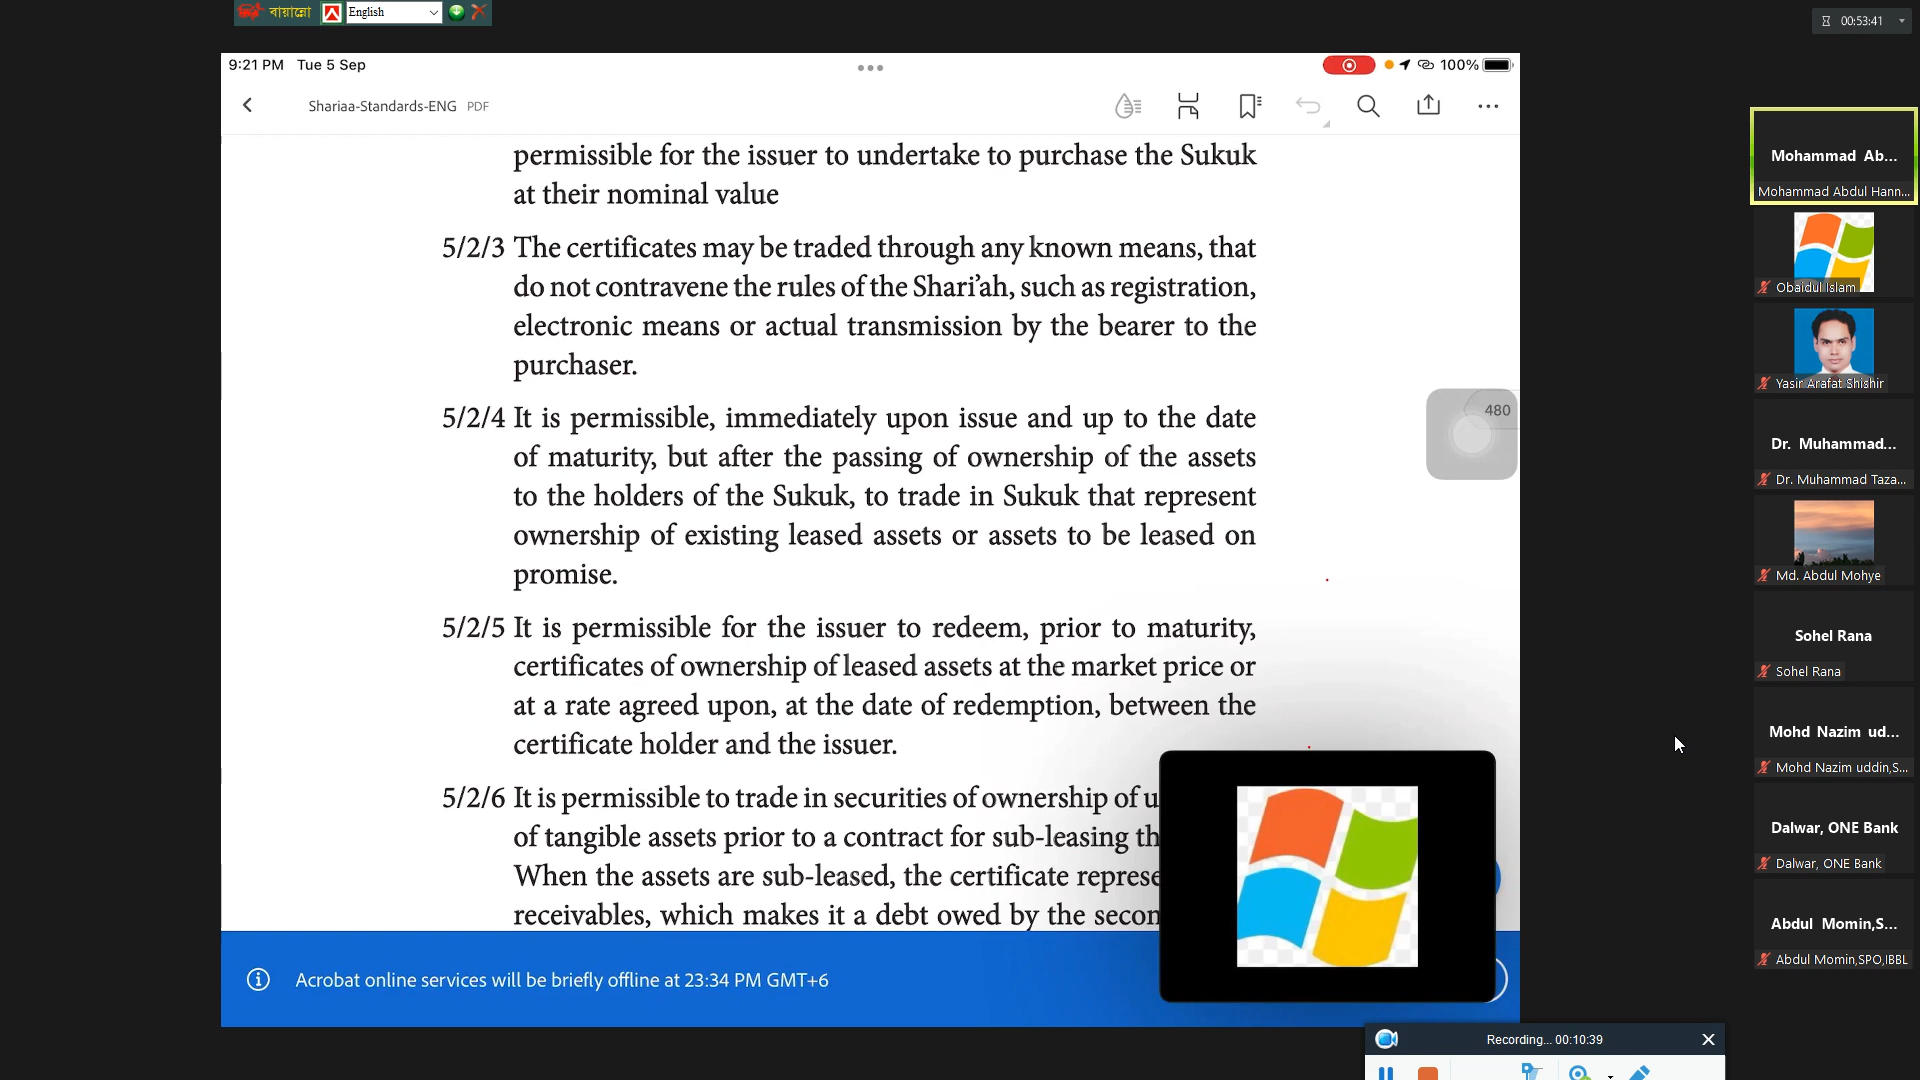 বায়ান্নো
English
00:53:41
9:21 PM Tue 5 Sep
100%
Shariaa-Standards-ENG PDF
permissible for the issuer to undertake to purchase the Sukuk
at their nominal value
5/2/3 The certificates may be traded through any known means, that
do not contravene the rules of the Shari’ah, such as registration,
electronic means or actual transmission by the bearer to the
purchaser.
5/2/4 It is permissible, immediately upon issue and up to the date
of maturity, but after the passing of ownership of the assets
to the holders of the Sukuk, to trade in Sukuk that represent
ownership of existing leased assets or assets to be leased on
promise.
480
5/2/5 It is permissible for the issuer to redeem, prior to maturity,
certificates of ownership of leased assets at the market price or
at a rate agreed upon, at the date of redemption, between the
certificate holder and the issuer.
5/2/6 It is permissible to trade in securities of ownership of u
of tangible assets prior to a contract for sub-leasing th
When the assets are sub-leased, the certificate represe
receivables, which makes it a debt owed by the secon
Acrobat online services will be briefly offline at 23:34 PM GMT+6
Mohammad Ab...
Mohammad Abdul Hann...
Obaidul Islam
Yasir Arafat Shishir
Dr. Muhammad...
Dr. Muhammad Taza...
Md. Abdul Mohye
Sohel Rana
Sohel Rana
Mohd Nazim ud...
Mohd Nazim uddin,S...
Dalwar, ONE Bank
Dalwar, ONE Bank
Abdul Momin,S...
Abdul Momin,SPO,IBBL
Recording... 00:10:39